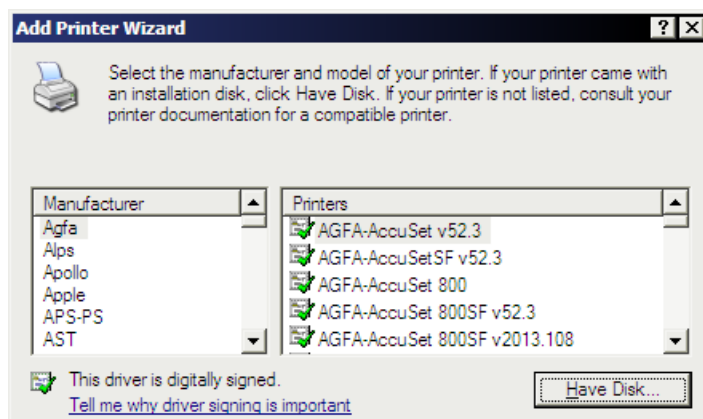 Add Printer Wizard
Select the manufacturer and model of your printer. If your printer came with
an installation disk, click Have Disk. If your printer is not listed, consult your
printer documentation for a compatible printer.
Manufacturer
Agfa
Alps
Apollo
Apple
APS-PS
AST
Printers
AGFA-AccuSet v52.3
AGFA-AccuSetSF v52.3
AGFA-AccuSet 800
AGFA-AccuSet 800SF v52.3
AGFA-AccuSet 800SF v2013.108
This driver is digitally signed.
Tell me why driver signing is important
Have Disk...